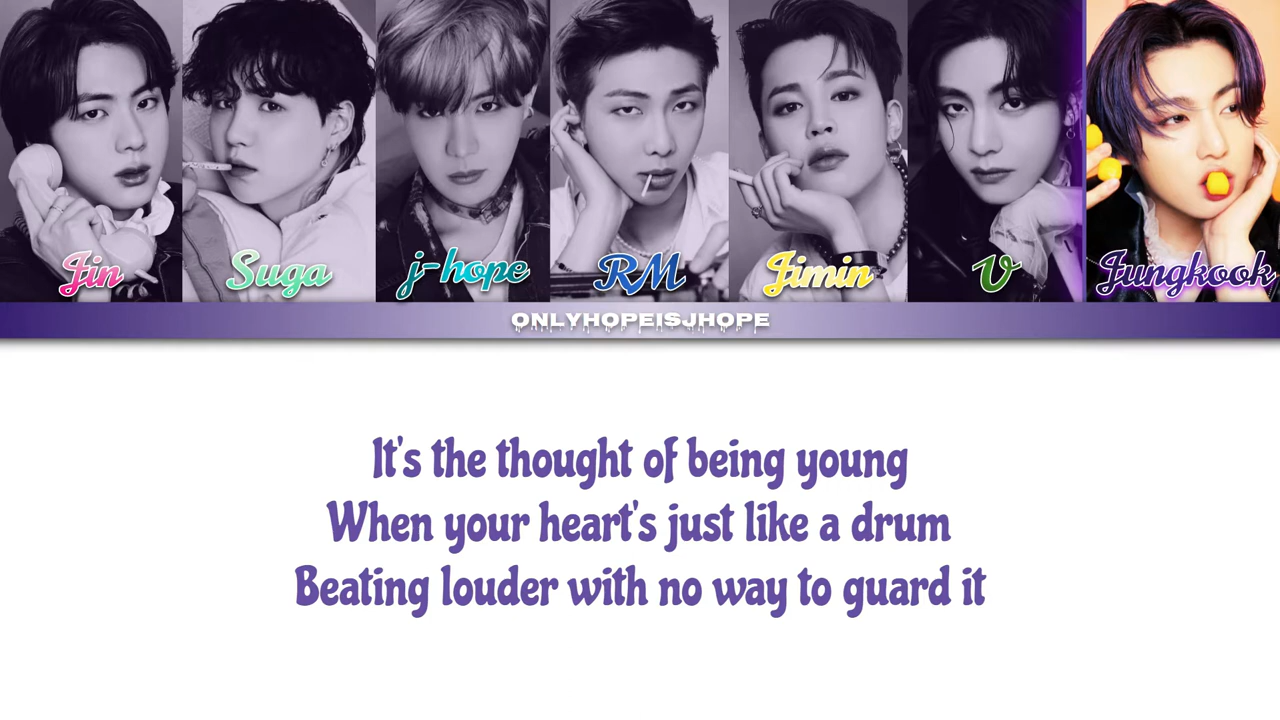 Jin Suga j-hope RM Jimin V Jungkook
ONLYHOPEISJHOPE
It's the thought of being young
When your heart's just like a drum
Beating louder with no way to guard it